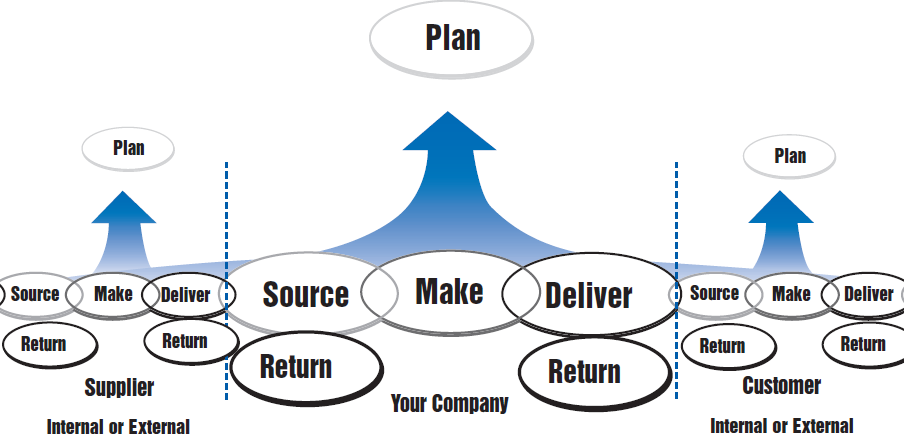 Plan
Plan
Plan
Source Make Deliver
Source Make Deliver
Source Make Deliver
Return Return
Return Return
Return Return
Supplier
Your Company
Customer
Internal or External
Internal or External